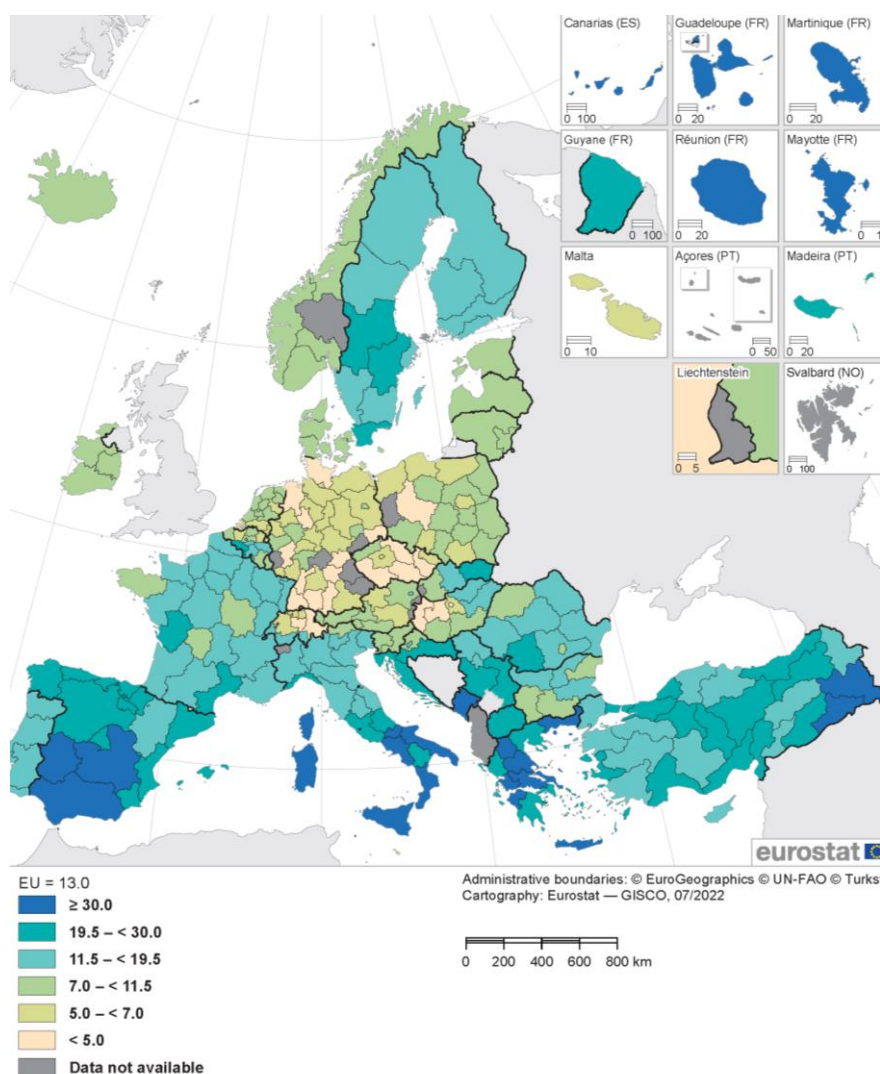 Canarias (ES)
0 100
Guadeloupe (FR)
0 20
Martinique (FR)
0 20
Guyane (FR)
0 100
Réunion (FR)
0 20
Mayotte (FR)
0 1
Malta
0 10
Açores (PT)
0 50
Madeira (PT)
0 20
Liechtenstein
0 5
Svalbard (NO)
0 100
eurostat
EU = 13.0
≥ 30.0
19.5 – < 30.0
11.5 – < 19.5
7.0 – < 11.5
5.0 – < 7.0
< 5.0
Data not available
Administrative boundaries: © EuroGeographics © UN-FAO © Turks
Cartography: Eurostat — GISCO, 07/2022
0 200 400 600 800 km